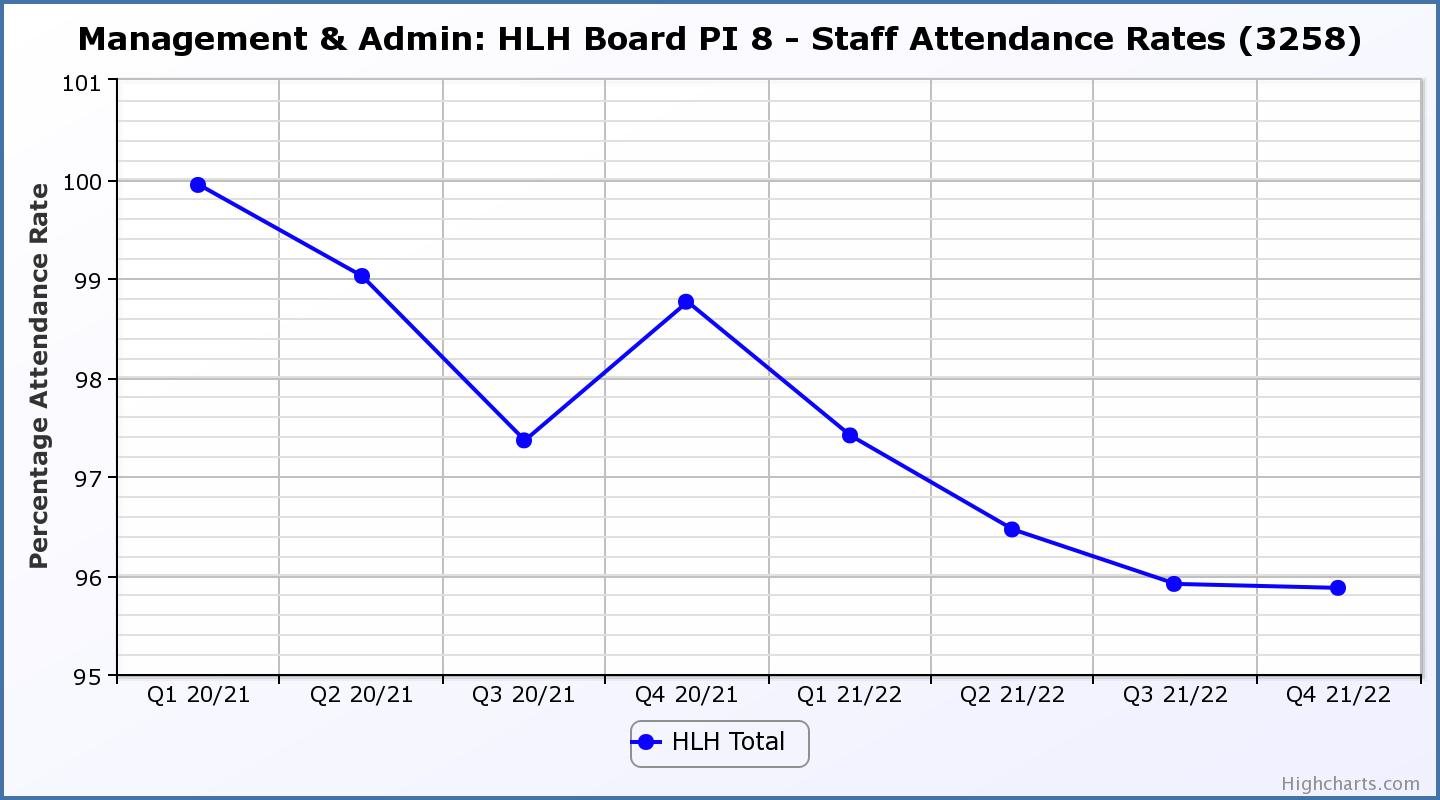 Management & Admin: HLH Board PI 8 - Staff Attendance Rates (3258)
Percentage Attendance Rate
101
100
99
98
97
96
95
Q1 20/21 Q2 20/21 Q3 20/21 Q4 20/21 Q1 21/22 Q2 21/22 Q3 21/22 Q4 21/22
HLH Total
Highcharts.com